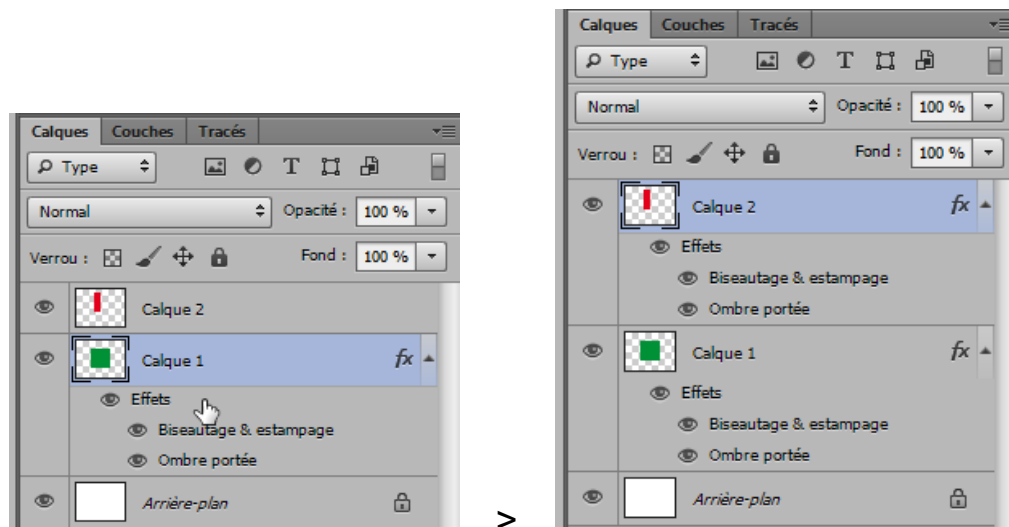 Calques Couches Tracés
Type T
Normal Opacité : 100 %
Verrou : Fond : 100 %
Calque 2
Calque 1 fx
Effets
Biseautage & estampage
Ombre portée
Arrière-plan
>
Calques Couches Tracés
Type T
Normal Opacité : 100 %
Verrou : Fond : 100 %
Calque 2 fx
Effets
Biseautage & estampage
Ombre portée
Calque 1 fx
Effets
Biseautage & estampage
Ombre portée
Arrière-plan